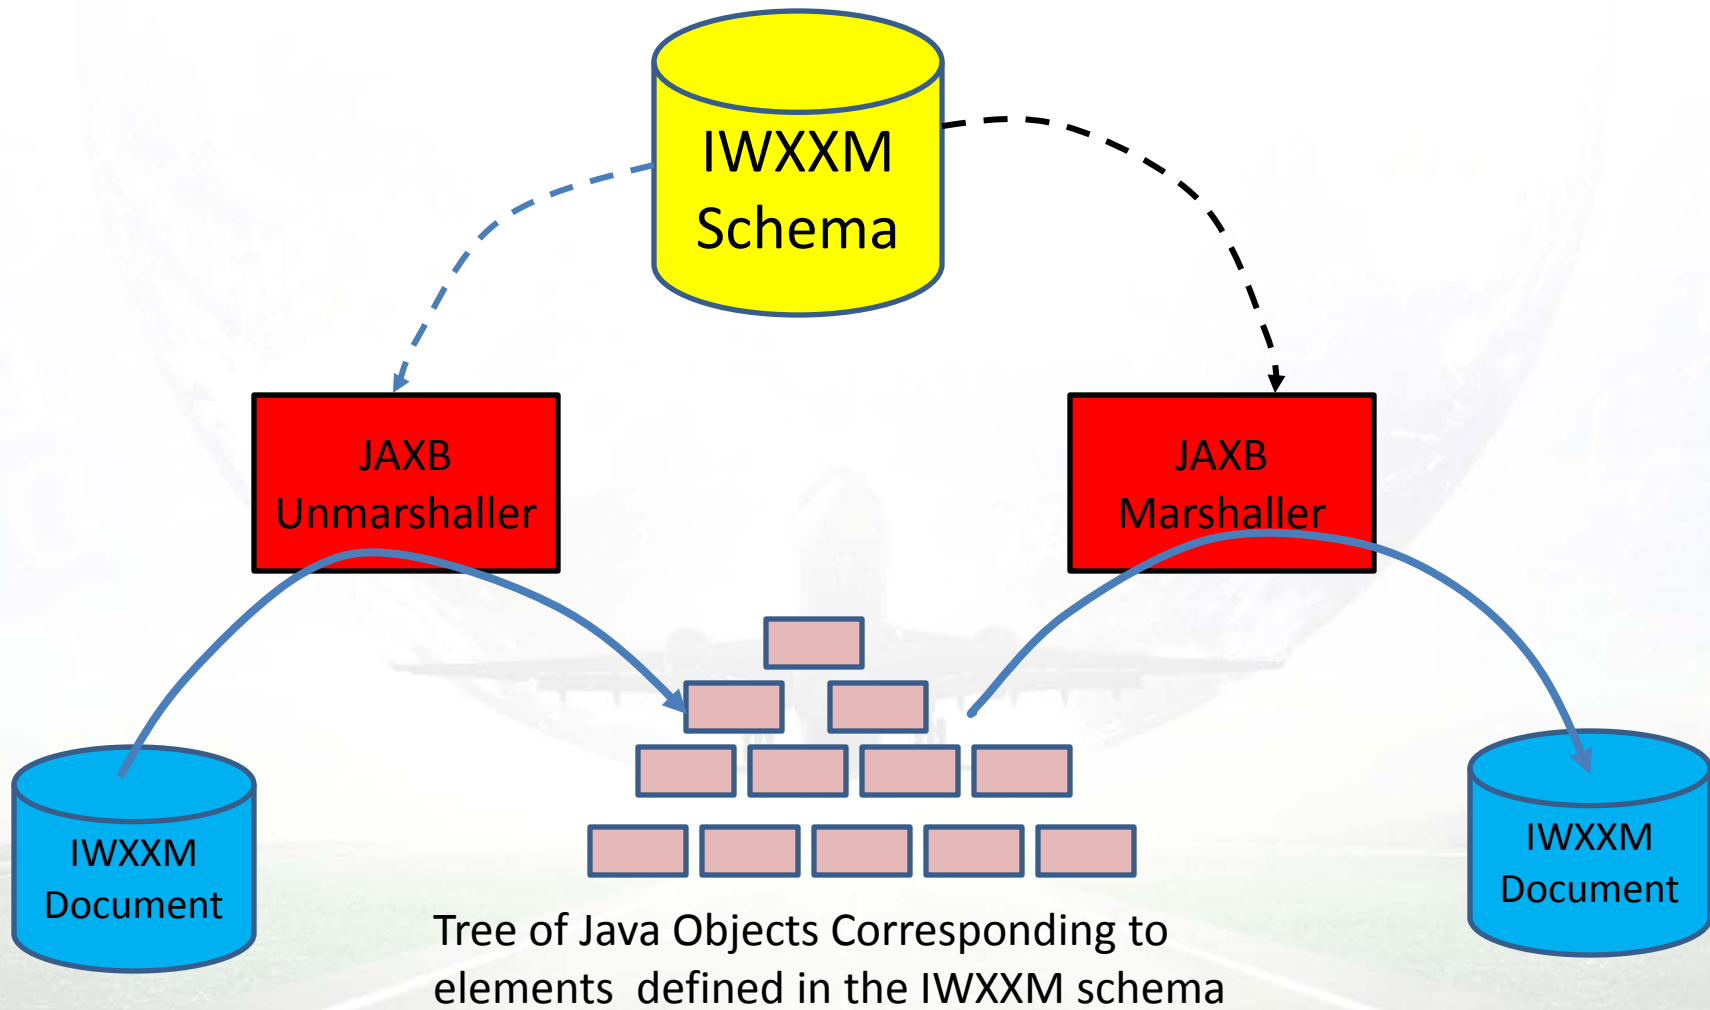 IWXXM
Schema
JAXB
Unmarshaller
JAXB
Marshaller
IWXXM
Document
IWXXM
Document
Tree of Java Objects Corresponding to
elements  defined in the IWXXM schema